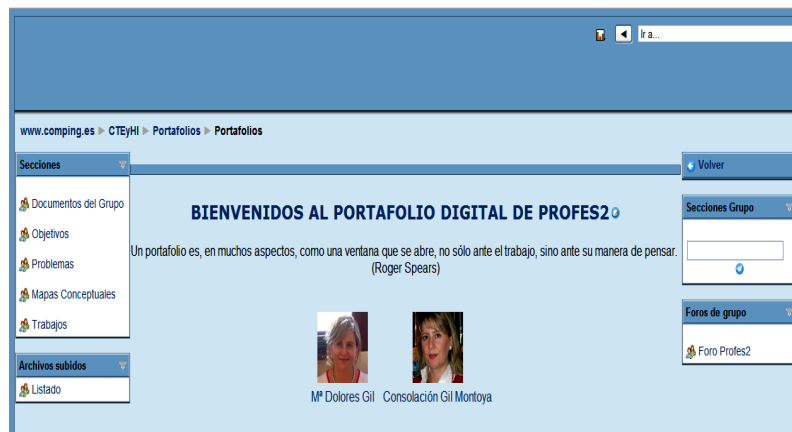 Ir a...
www.comping.es ► CTEyHI ► Portafolios ► Portafolios
Secciones
Documentos del Grupo
Objetivos
Problemas
Mapas Conceptuales
Trabajos
Archivos subidos
Listado
BIENVENIDOS AL PORTAFOLIO DIGITAL DE PROFES2
Un portafolio es, en muchos aspectos, como una ventana que se abre, no sólo ante el trabajo, sino ante su manera de pensar.
(Roger Spears)
Mª Dolores Gil Consolación Gil Montoya
Volver
Secciones Grupo
Foros de grupo
Foro Profes2